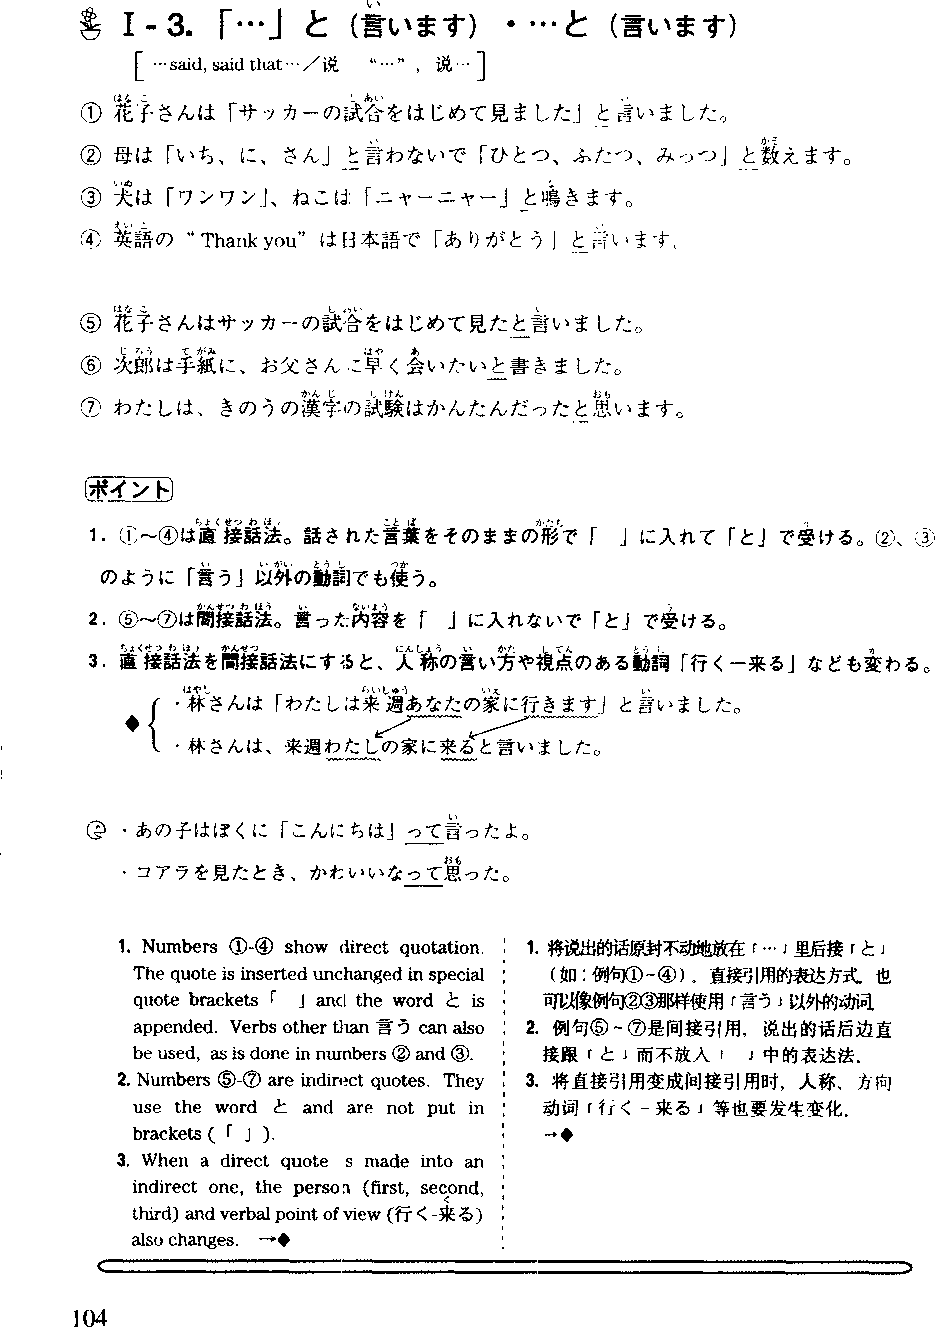 I-3.「…」と（言います）・…と（言います）
[ …said, said that…／说　“…”，说… ]
① 花子さんは「サッカーの試合をはじめて見ました」と言いました。
② 母は「いち、に、さん」と言わないで「ひとつ、ふたつ、みっつ」と数えます。
③ 犬は「ワンワン」、ねこは「ニャーニャー」と鳴きます。
④ 英語の “Thank you” は日本語で「ありがとう」と言います。
⑤ 花子さんはサッカーの試合をはじめて見たと言いました。
⑥ 次郎は手紙に、お父さんに早く会いたいと書きました。
⑦ わたしは、きのうの漢字の試験はかんたんだったと思います。
ポイント
1. ①～④は直接話法。話された言葉をそのままの形で「　」に入れて「と」で受ける。②、③
のように「言う」以外の動詞でも使う。
2. ⑤～⑦は間接話法。言った内容を「　」に入れないで「と」で受ける。
3. 直接話法を間接話法にすると、人称の言い方や視点のある動詞「行く－来る」なども変わる。
・林さんは「わたしは来週あなたの家に行きます」と言いました。
◆
・林さんは、来週わたしの家に来ると言いました。
・あの子はぼくに「こんにちは」って言ったよ。
・コアラを見たとき、かわいいなって思った。
1. Numbers ①-④ show direct quotation.
The quote is inserted unchanged in special
quote brackets「　」and the word と is
appended. Verbs other than 言う can also
be used, as is done in numbers ② and ③.
2. Numbers ⑤-⑦ are indirect quotes. They
use the word と and are not put in
brackets (「　」).
3. When a direct quote is made into an
indirect one, the person (first, second,
third) and verbal point of view (行く-来る)
also changes. →◆
1. 将说出的话原封不动地放在「…」里后接「と」
（如：例句①~④），直接引用的表达方式。也
可以像例句②③那样使用「言う」以外的动词。
2. 例句⑤~⑦是间接引用，说出的话后边直
接跟「と」而不放入「　」中的表达法。
3. 将直接引用变成间接引用时，人称、方向
动词「行く－来る」等也要发生变化。
→◆
104